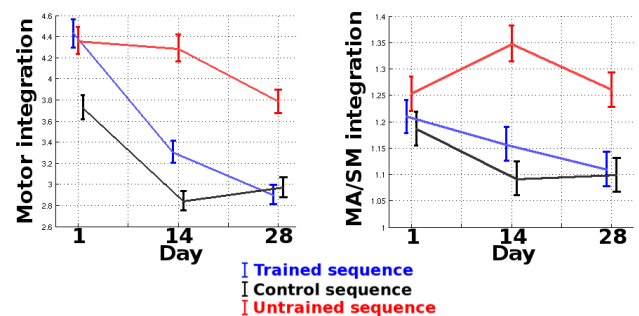 4.6
4.4
4.2
4
3.8
3.6
3.4
3.2
3
2.8
2.6
Motor integration
1 14 28
Day
1.4
1.35
1.3
1.25
1.2
1.15
1.1
1.05
1
MA/SM integration
1 14 28
Day
Trained sequence
Control sequence
Untrained sequence